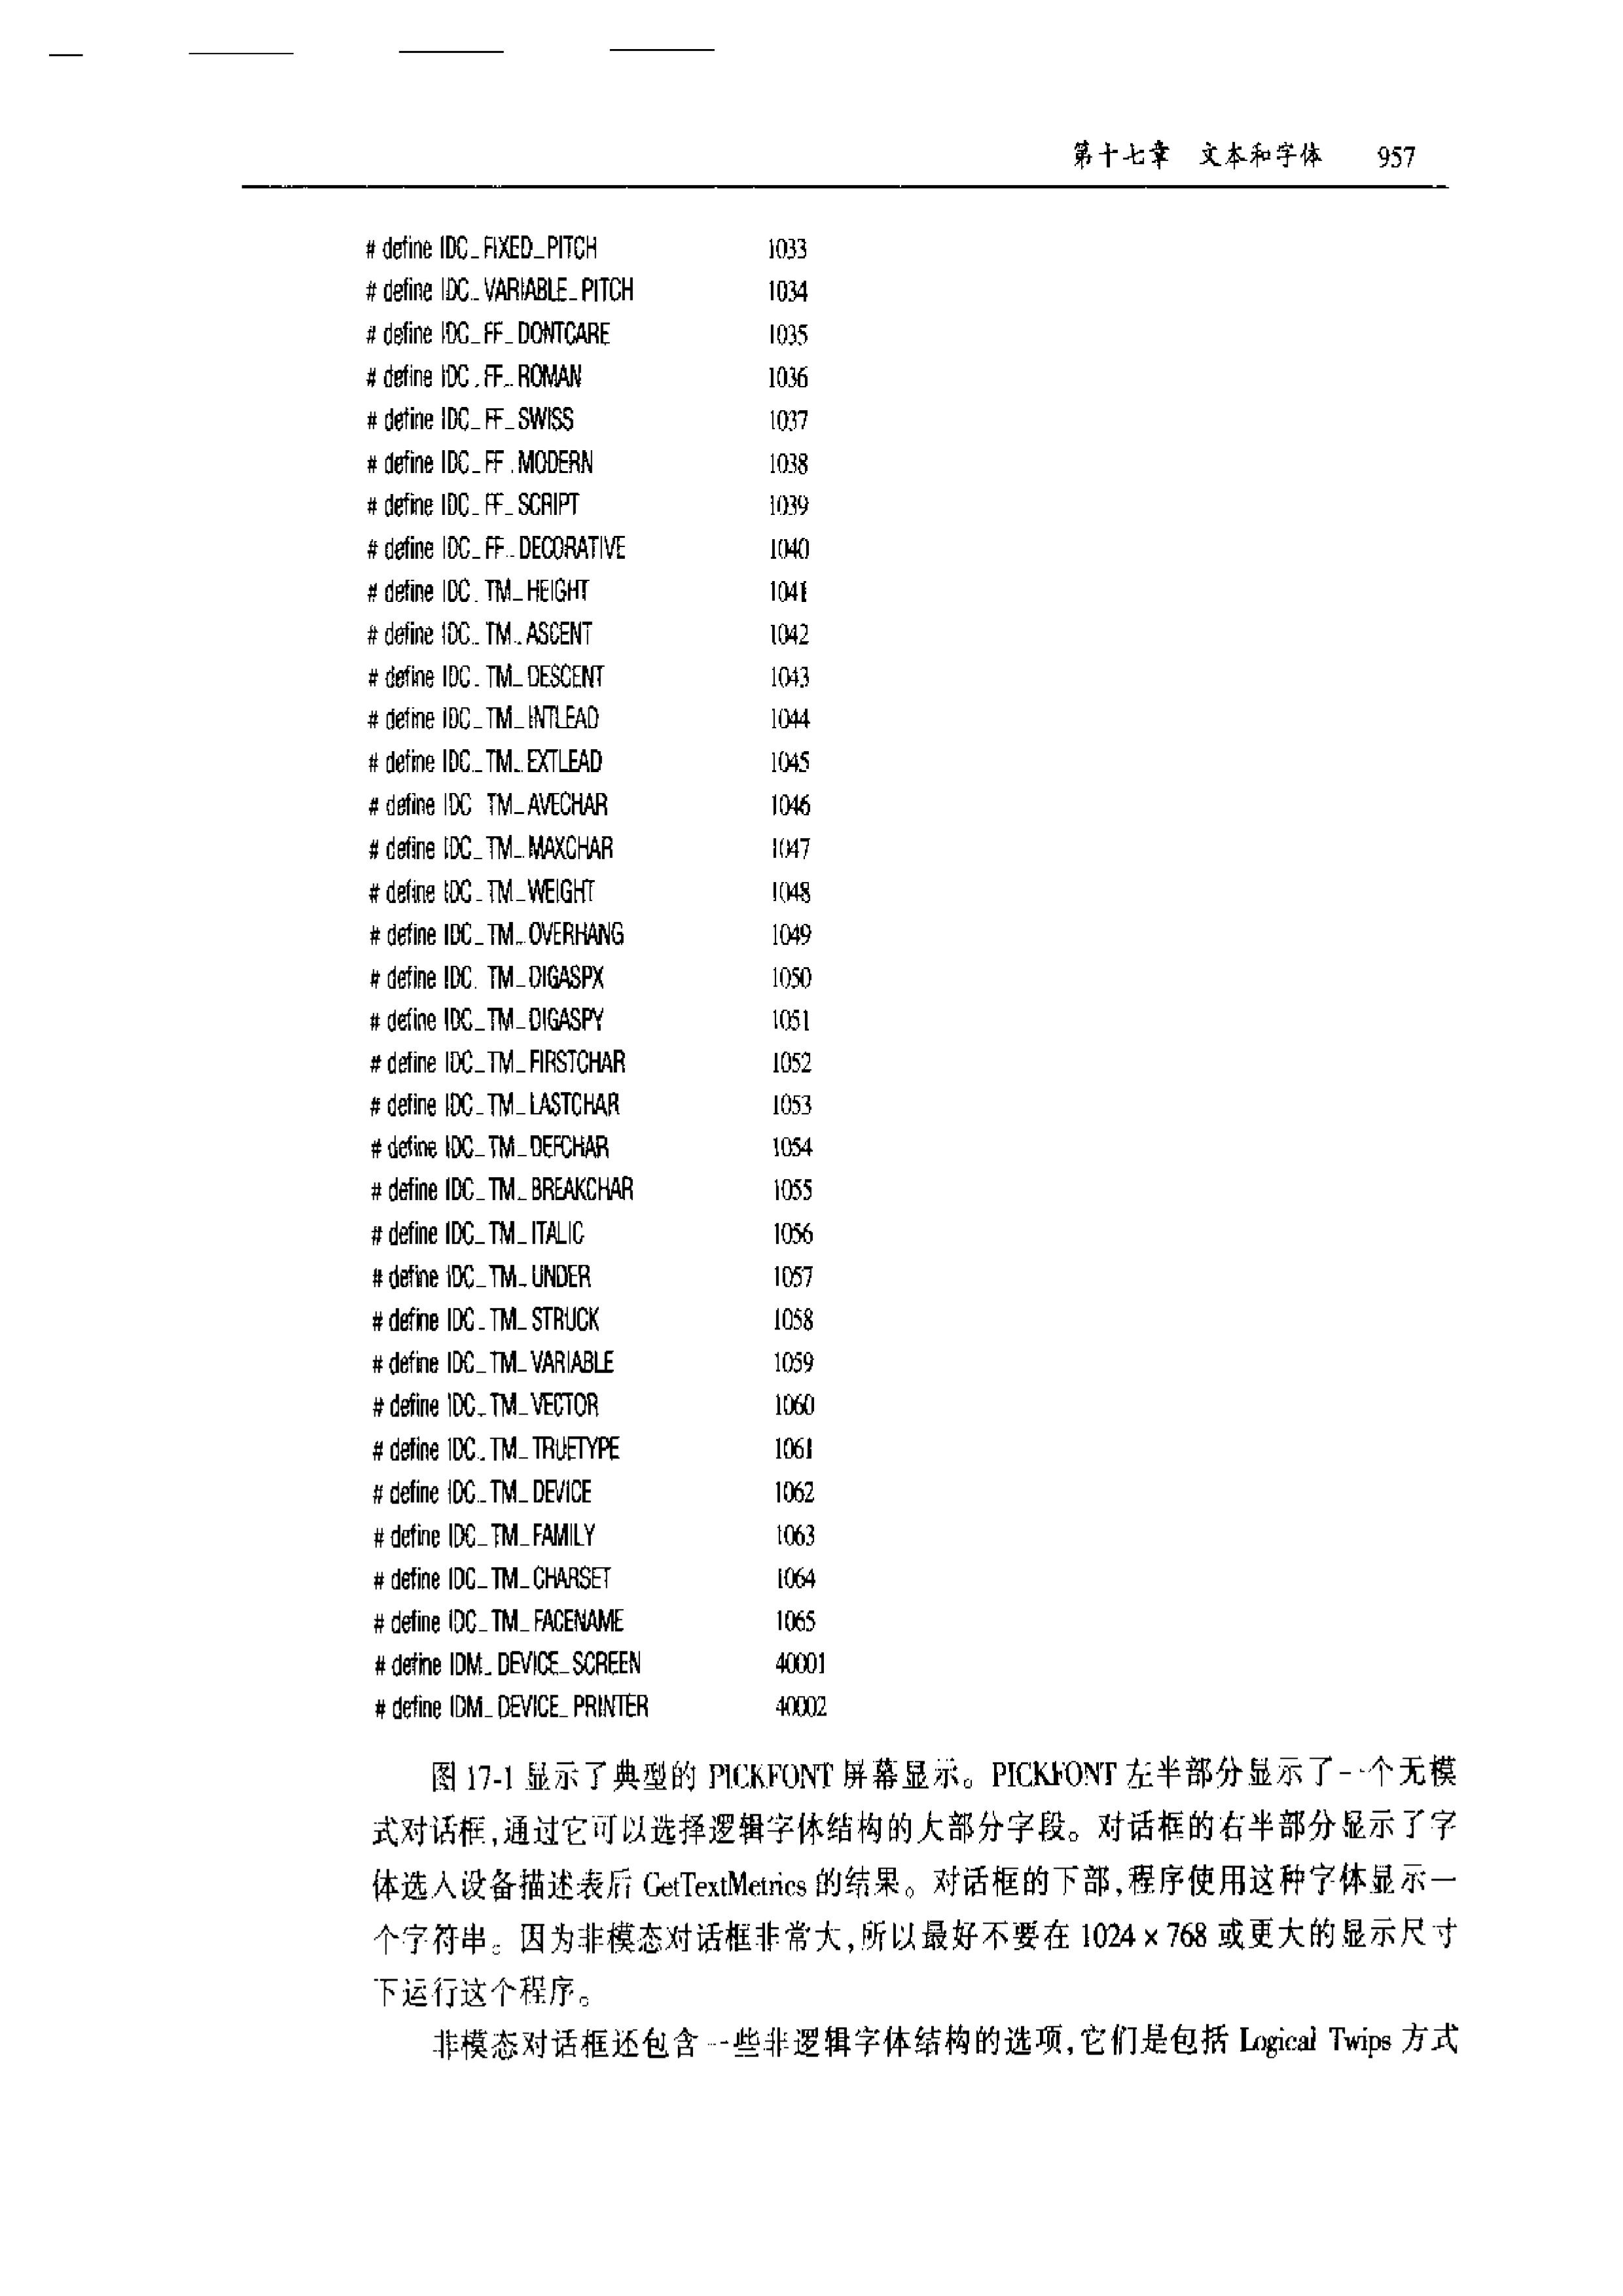 第十七章 文本和字体 957
# define IDC_FIXED_PITCH 1033
# define IDC_VARIABLE_PITCH 1034
# define IDC_FF_DONTCARE 1035
# define IDC_FF_ROMAN 1036
# define IDC_FF_SWISS 1037
# define IDC_FF_MODERN 1038
# define IDC_FF_SCRIPT 1039
# define IDC_FF_DECORATIVE 1040
# define IDC_TM_HEIGHT 1041
# define IDC_TM_ASCENT 1042
# define IDC_TM_DESCENT 1043
# define IDC_TM_INTLEAD 1044
# define IDC_TM_EXTLEAD 1045
# define IDC_TM_AVECHAR 1046
# define IDC_TM_MAXCHAR 1047
# define IDC_TM_WEIGHT 1048
# define IDC_TM_OVERHANG 1049
# define IDC_TM_DIGASPX 1050
# define IDC_TM_DIGASPY 1051
# define IDC_TM_FIRSTCHAR 1052
# define IDC_TM_LASTCHAR 1053
# define IDC_TM_DEFCHAR 1054
# define IDC_TM_BREAKCHAR 1055
# define IDC_TM_ITALIC 1056
# define IDC_TM_UNDER 1057
# define IDC_TM_STRUCK 1058
# define IDC_TM_VARIABLE 1059
# define IDC_TM_VECTOR 1060
# define IDC_TM_TRUETYPE 1061
# define IDC_TM_DEVICE 1062
# define IDC_TM_FAMILY 1063
# define IDC_TM_CHARSET 1064
# define IDC_TM_FACENAME 1065
# define IDM_DEVICE_SCREEN 40001
# define IDM_DEVICE_PRINTER 40002
图 17-1 显示了典型的 PICKFONT 屏幕显示。PICKFONT 左半部分显示了一个无模
式对话框,通过它可以选择逻辑字体结构的大部分字段。对话框的右半部分显示了字
体选入设备描述表后 GetTextMetrics 的结果。对话框的下部,程序使用这种字体显示一
个字符串。因为非模态对话框非常大,所以最好不要在 1024 × 768 或更大的显示尺寸
下运行这个程序。
非模态对话框还包含一些非逻辑字体结构的选项,它们是包括 Logical Twips 方式